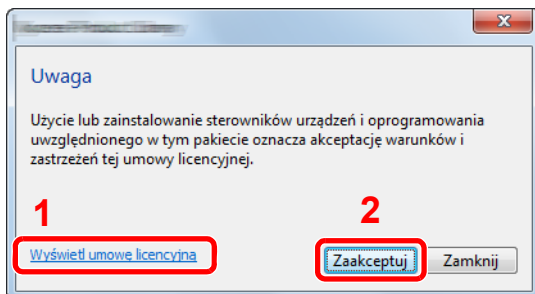 x
Uwaga
Użycie lub zainstalowanie sterowników urządzeń i oprogramowania
uwzględnionego w tym pakiecie oznacza akceptację warunków i
zastrzeżeń tej umowy licencyjnej.
1
2
Wyświetl umowę licencyjną
Zaakceptuj
Zamknij